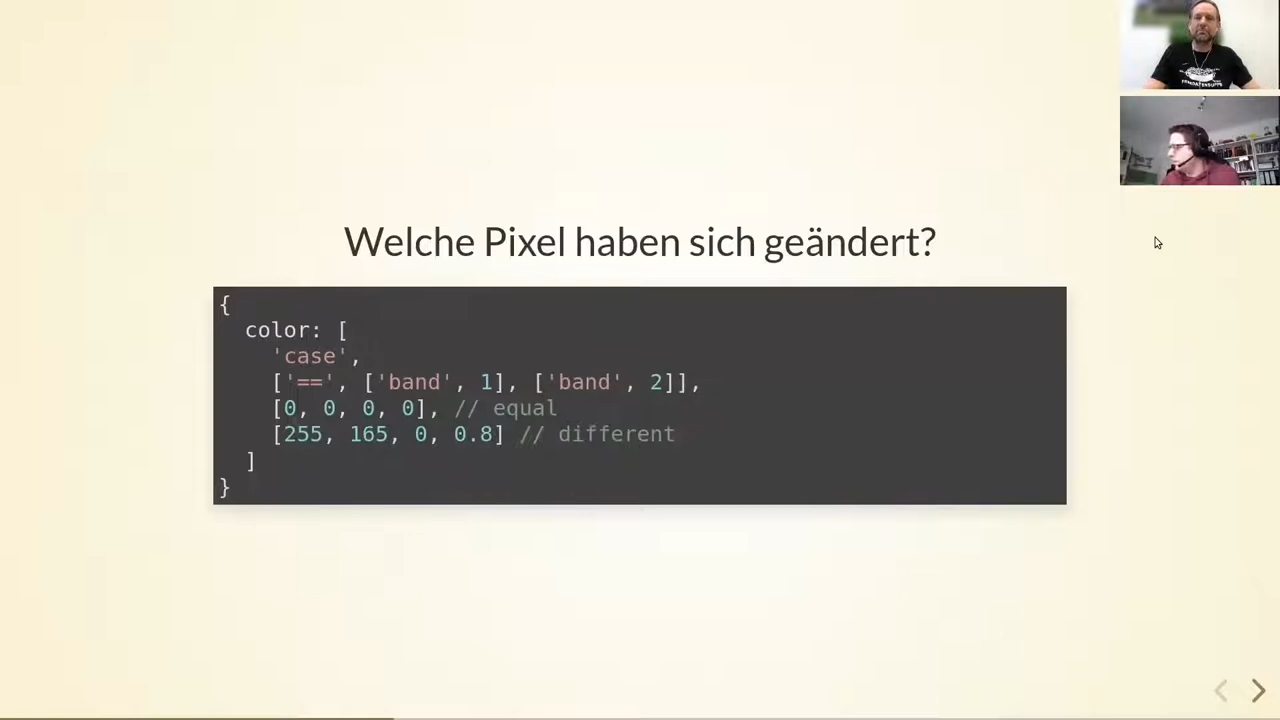 Welche Pixel haben sich geändert?
{
  color: [
    'case',
    ['==', ['band', 1], ['band', 2]],
    [0, 0, 0, 0], // equal
    [255, 165, 0, 0.8] // different
  ]
}